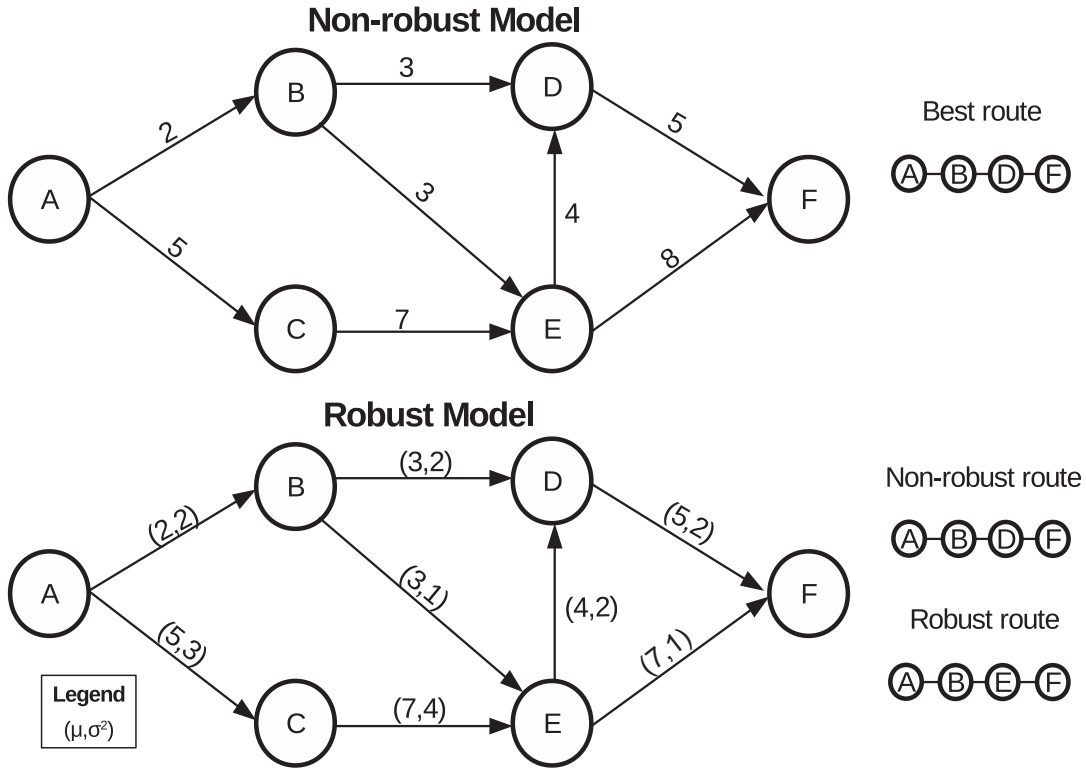 Non-robust Model
A
B
C
D
E
F
2
5
3
3
7
4
5
8
Best route
A B D F
Robust Model
A
B
C
D
E
F
(2,2)
(5,3)
(3,2)
(3,1)
(7,4)
(4,2)
(5,2)
(7,1)
Non-robust route
A B D F
Robust route
A B E F
Legend
(μ,σ²)